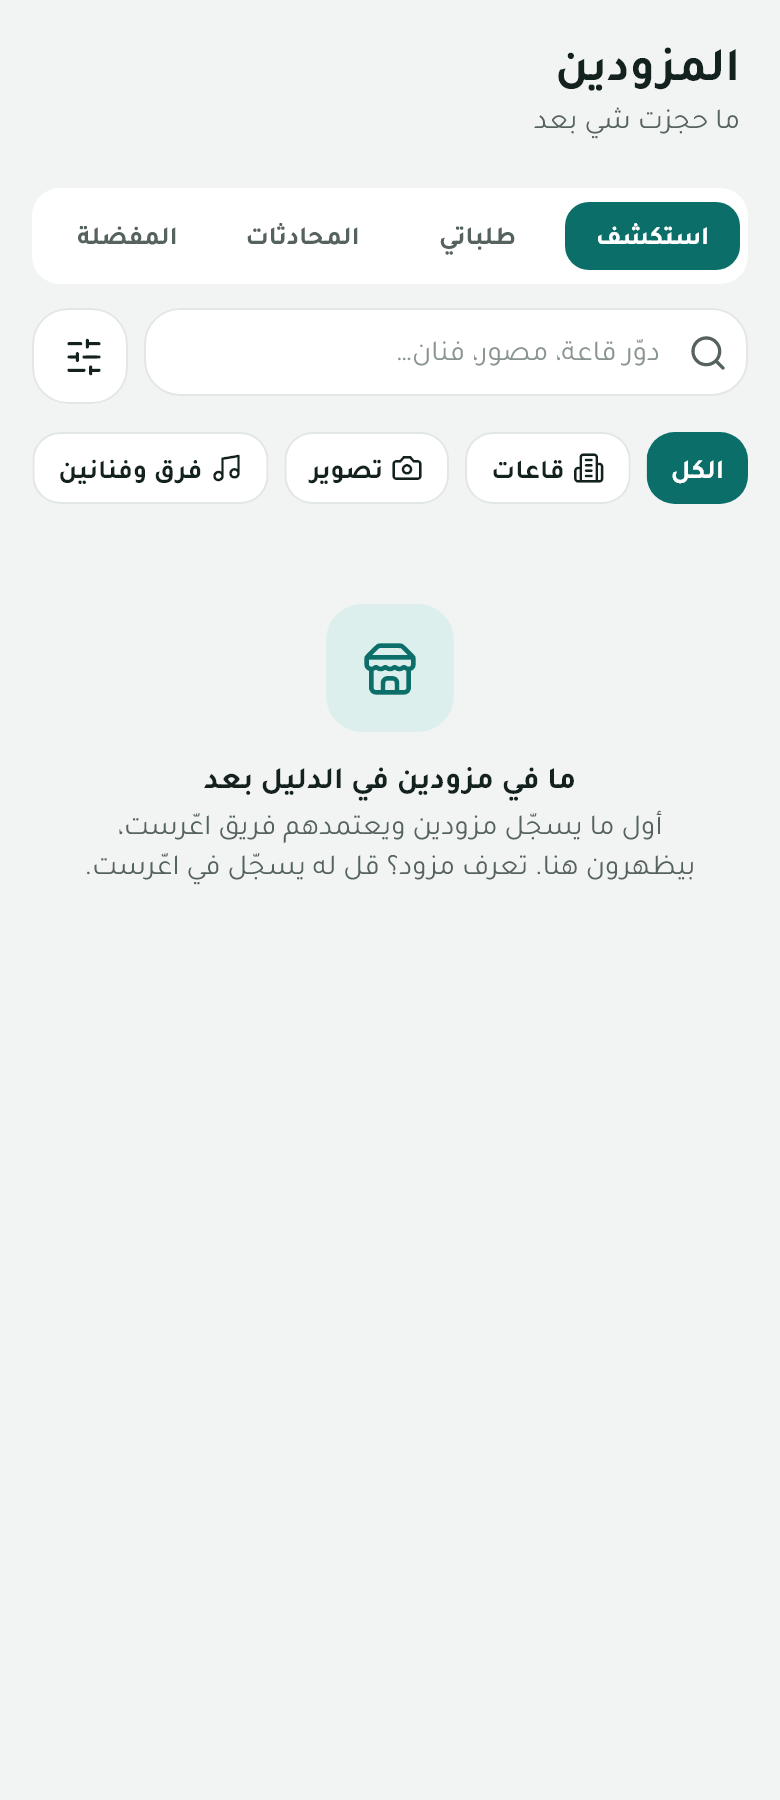 المزودين
ما حجزت شي بعد
استكشف
طلباتي
المحادثات
المفضلة
دوّر قاعة، مصور، فنان...
الكل
قاعات
تصوير
فرق وفنانين
ما في مزودين في الدليل بعد
أول ما يسجّل مزودين ويعتمدهم فريق اعّرست،
بيظهرون هنا. تعرف مزود؟ قل له يسجّل في اعّرست.